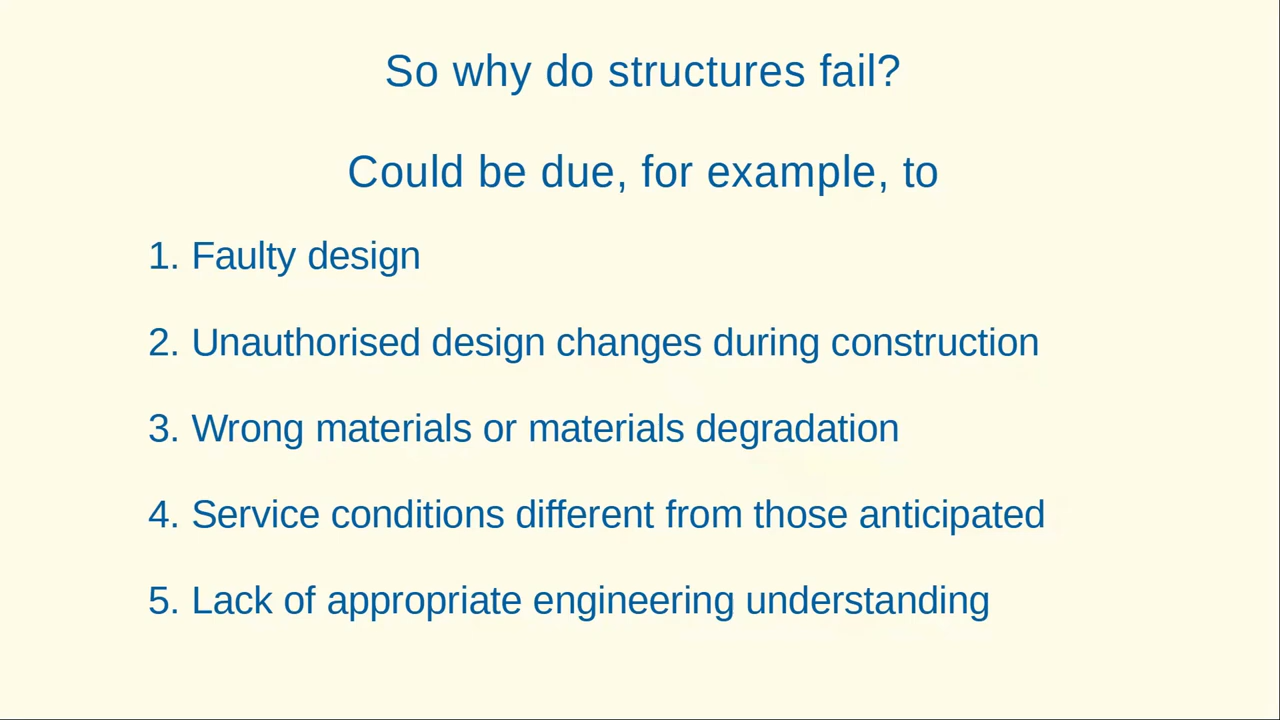 So why do structures fail?
Could be due, for example, to
1. Faulty design
2. Unauthorised design changes during construction
3. Wrong materials or materials degradation
4. Service conditions different from those anticipated
5. Lack of appropriate engineering understanding